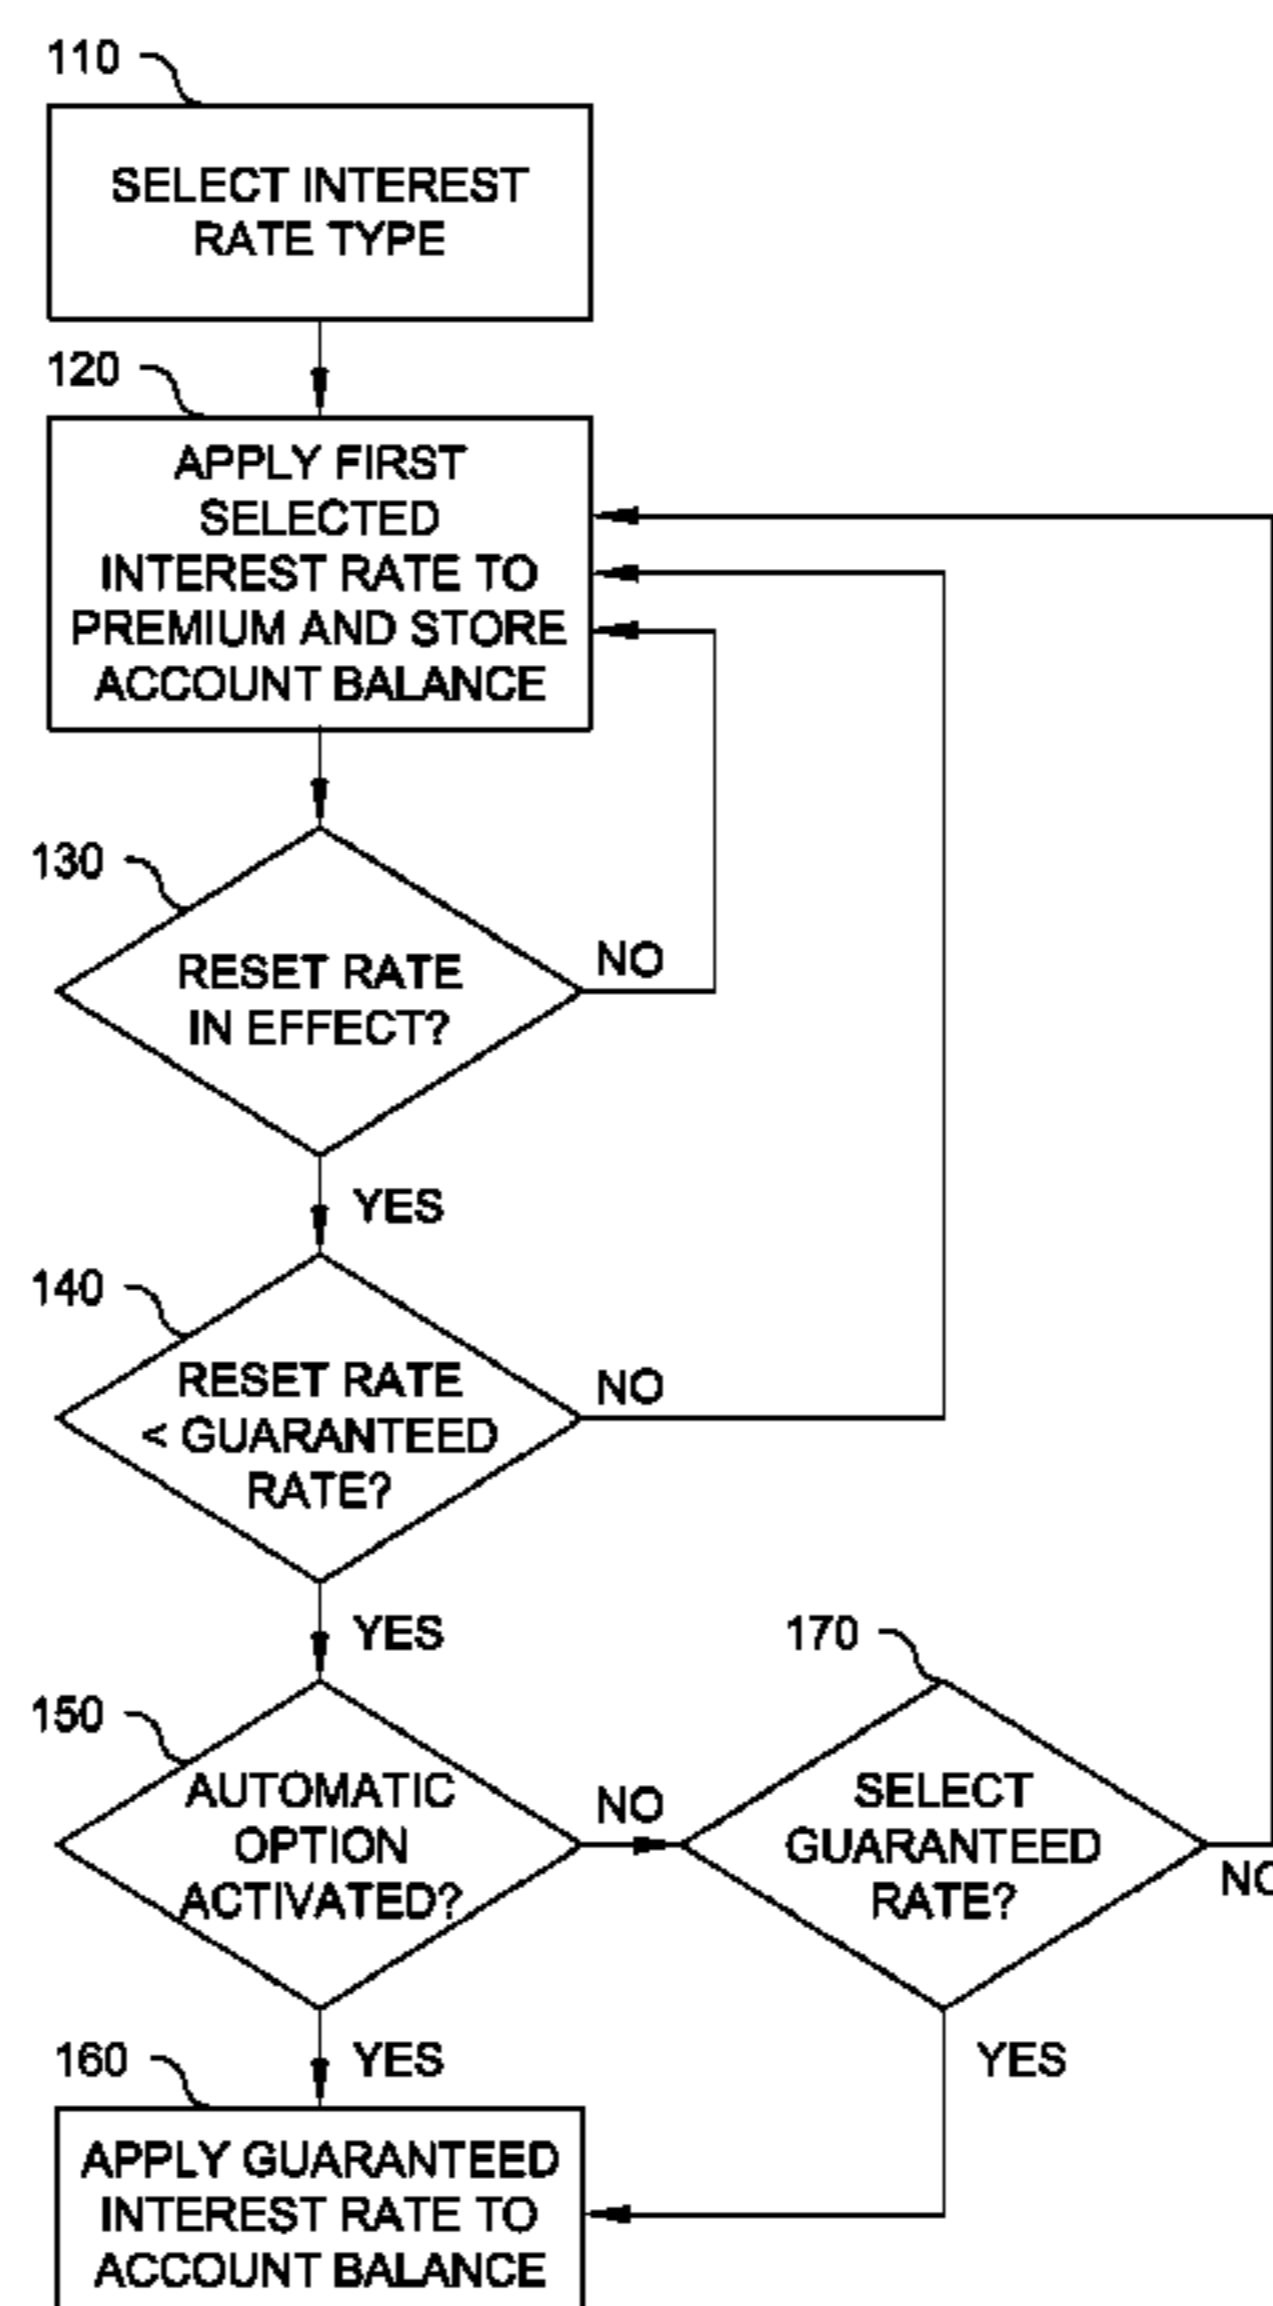 110
SELECT INTEREST
RATE TYPE
120
APPLY FIRST
SELECTED
INTEREST RATE TO
PREMIUM AND STORE
ACCOUNT BALANCE
130
RESET RATE
IN EFFECT?
NO
YES
140
RESET RATE
< GUARANTEED
RATE?
NO
YES
150
AUTOMATIC
OPTION
ACTIVATED?
NO
170
SELECT
GUARANTEED
RATE?
NO
YES
YES
160
APPLY GUARANTEED
INTEREST RATE TO
ACCOUNT BALANCE